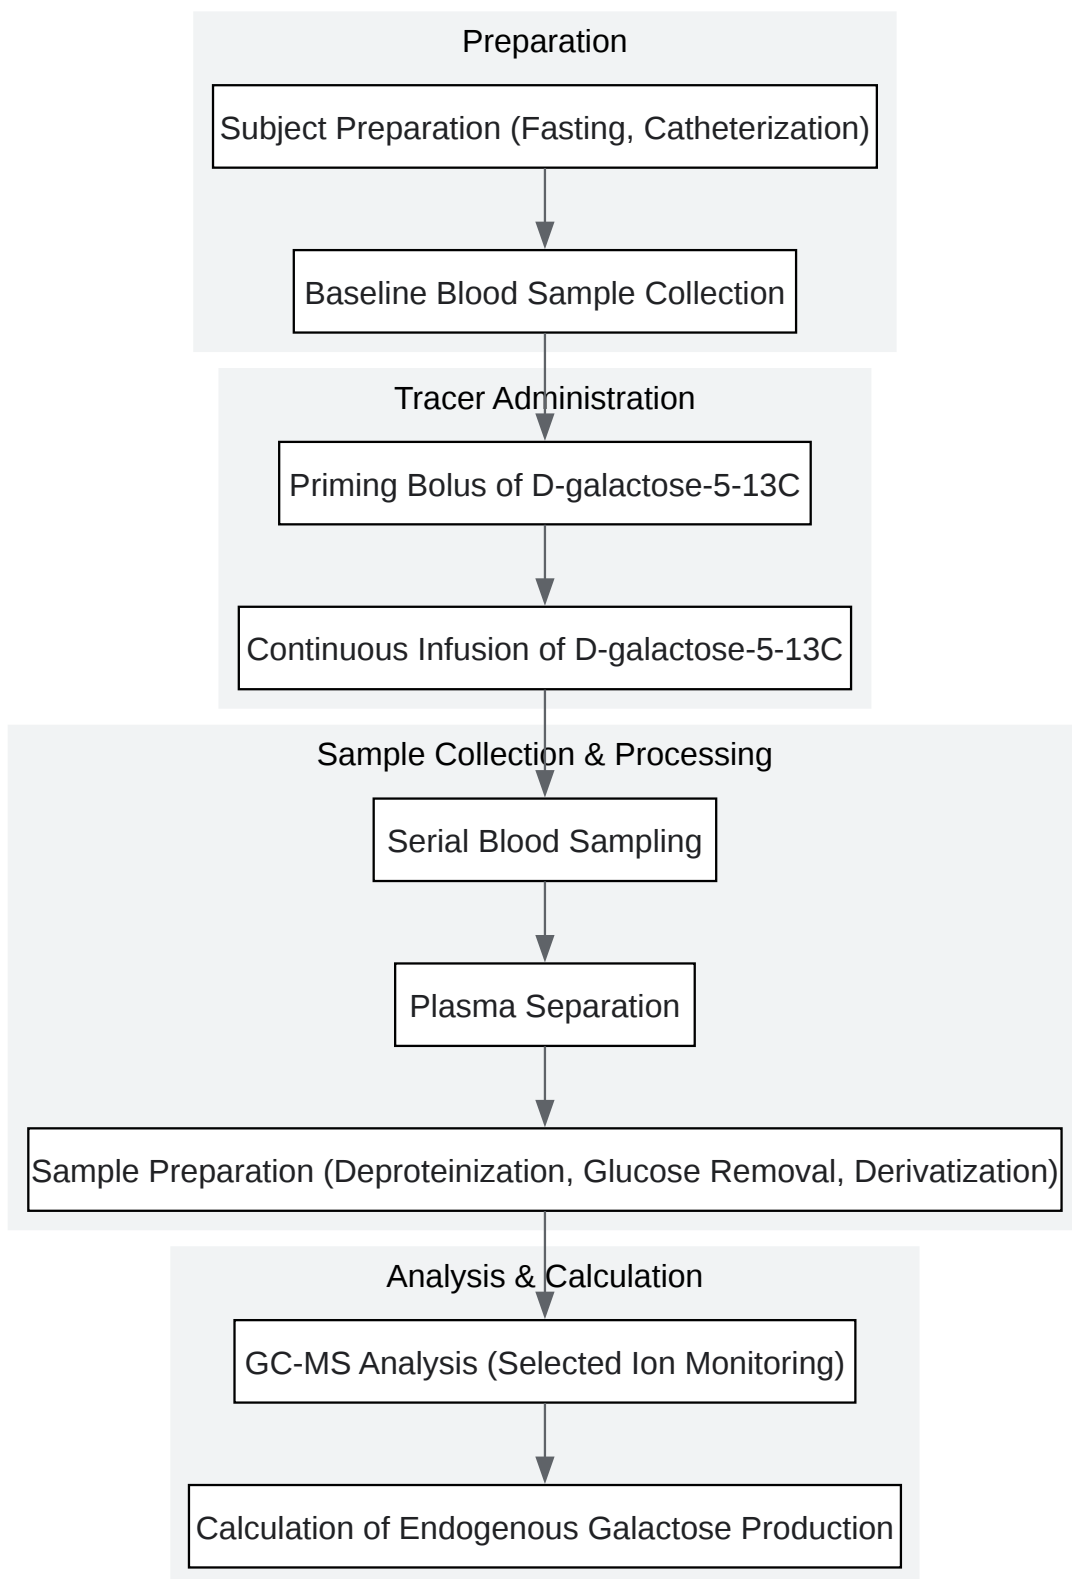 Preparation
Subject Preparation (Fasting, Catheterization)
Baseline Blood Sample Collection
Tracer Administration
Priming Bolus of D-galactose-5-13C
Continuous Infusion of D-galactose-5-13C
Sample Collection & Processing
Serial Blood Sampling
Plasma Separation
Sample Preparation (Deproteinization, Glucose Removal, Derivatization)
Analysis & Calculation
GC-MS Analysis (Selected Ion Monitoring)
Calculation of Endogenous Galactose Production